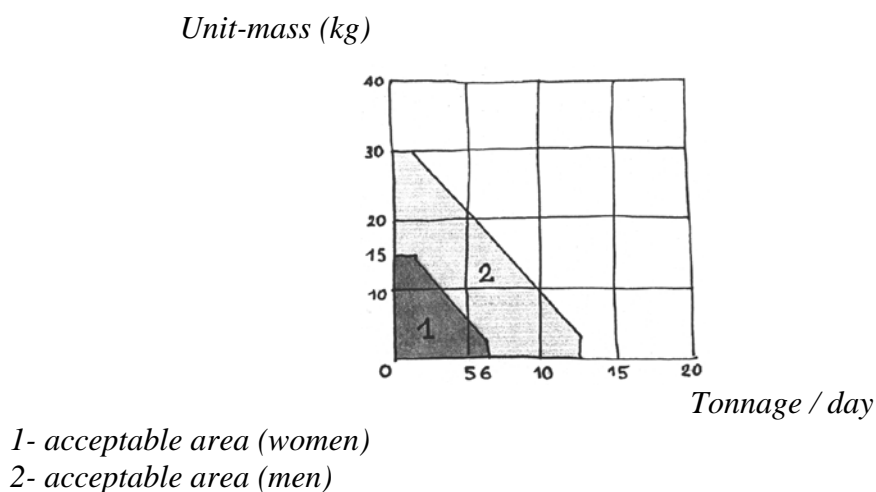 Unit-mass (kg)
40
30
20
15
10
2
1
0 5 6 10 15 20
Tonnage / day
1- acceptable area (women)
2- acceptable area (men)